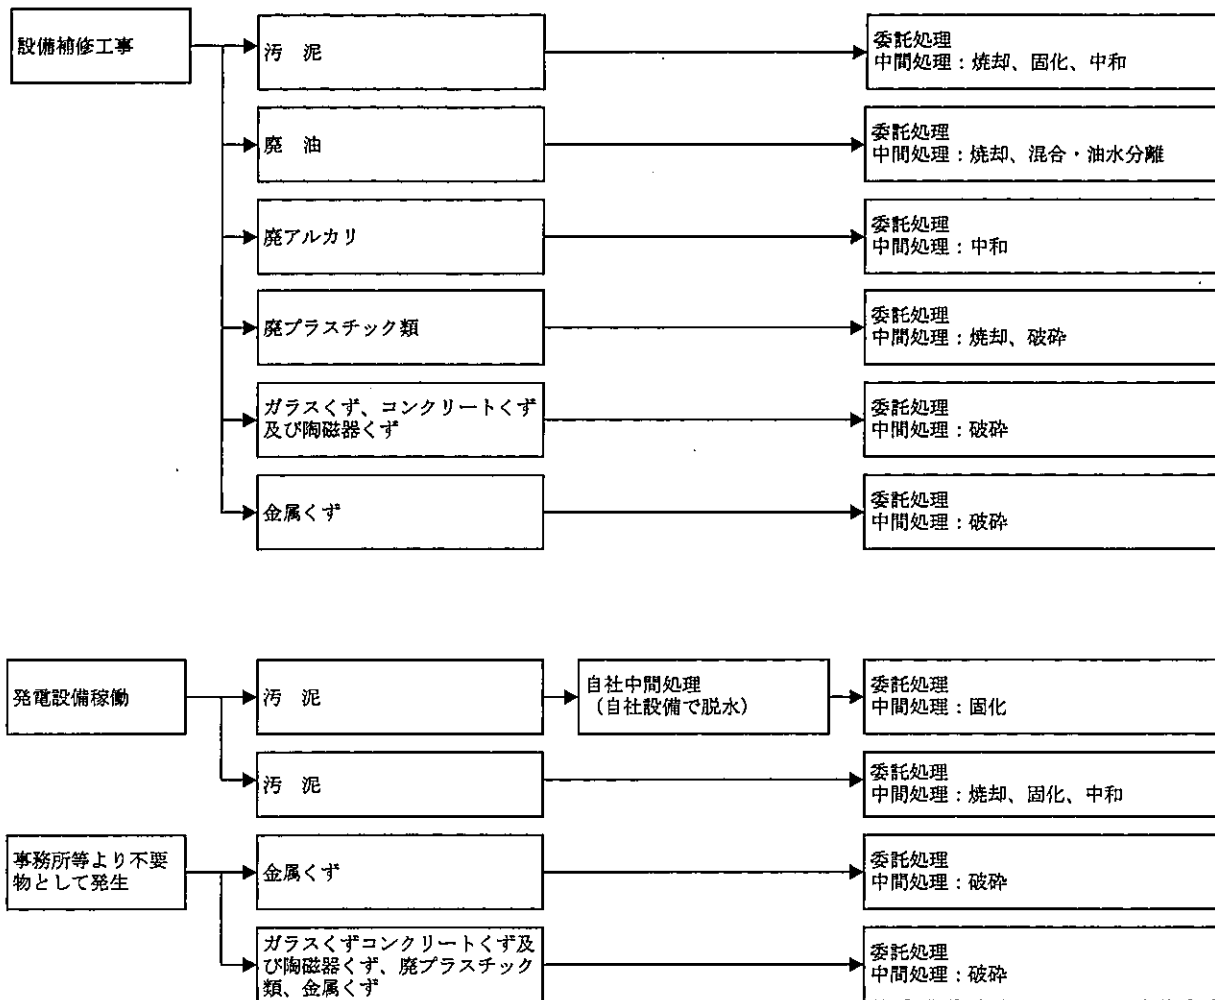 設備補修工事
汚　泥
委託処理
中間処理：焼却、固化、中和
廃　油
委託処理
中間処理：焼却、混合・油水分離
廃アルカリ
委託処理
中間処理：中和
廃プラスチック類
委託処理
中間処理：焼却、破砕
ガラスくず、コンクリートくず
及び陶磁器くず
委託処理
中間処理：破砕
金属くず
委託処理
中間処理：破砕
発電設備稼働
汚　泥
自社中間処理
（自社設備で脱水）
委託処理
中間処理：固化
汚　泥
委託処理
中間処理：焼却、固化、中和
事務所等より不要
物として発生
金属くず
委託処理
中間処理：破砕
ガラスくずコンクリートくず及
び陶磁器くず、廃プラスチック
類、金属くず
委託処理
中間処理：破砕